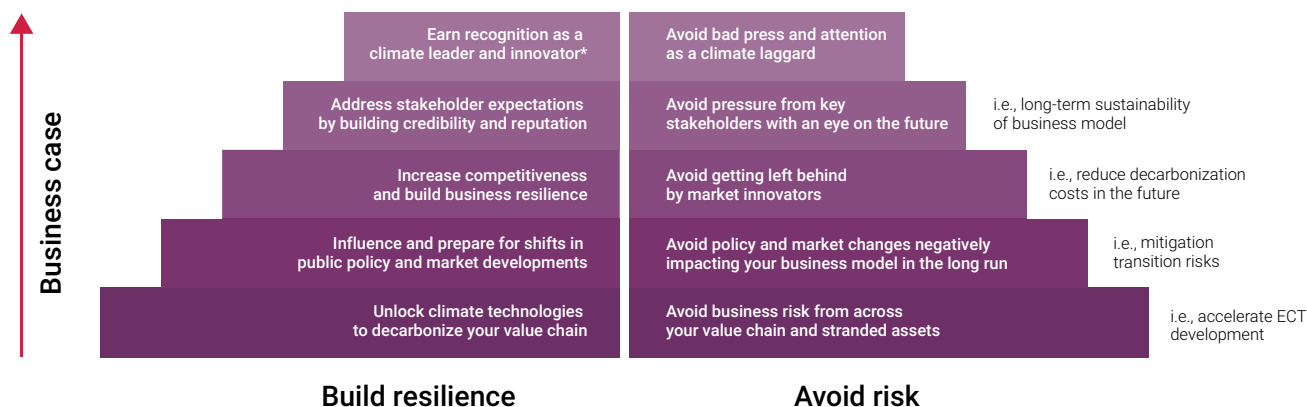 Business case
Earn recognition as a
climate leader and innovator*
Avoid bad press and attention
as a climate laggard
Address stakeholder expectations
by building credibility and reputation
Avoid pressure from key
stakeholders with an eye on the future
i.e., long-term sustainability
of business model
Increase competitiveness
and build business resilience
Avoid getting left behind
by market innovators
i.e., reduce decarbonization
costs in the future
Influence and prepare for shifts in
public policy and market developments
Avoid policy and market changes negatively
impacting your business model in the long run
i.e., mitigation
transition risks
Unlock climate technologies
to decarbonize your value chain
Avoid business risk from across
your value chain and stranded assets
i.e., accelerate ECT
development
Build resilience
Avoid risk